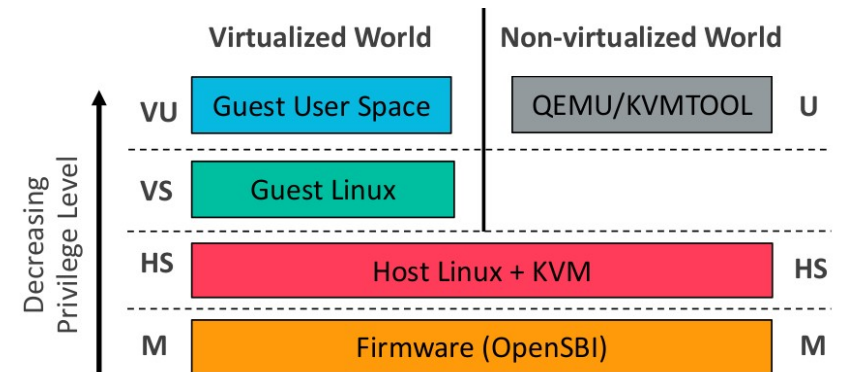 Virtualized World
Non-virtualized World
Decreasing
Privilege Level
VU
Guest User Space
QEMU/KVMTOOL
U
VS
Guest Linux
HS
Host Linux + KVM
HS
M
Firmware (OpenSBI)
M